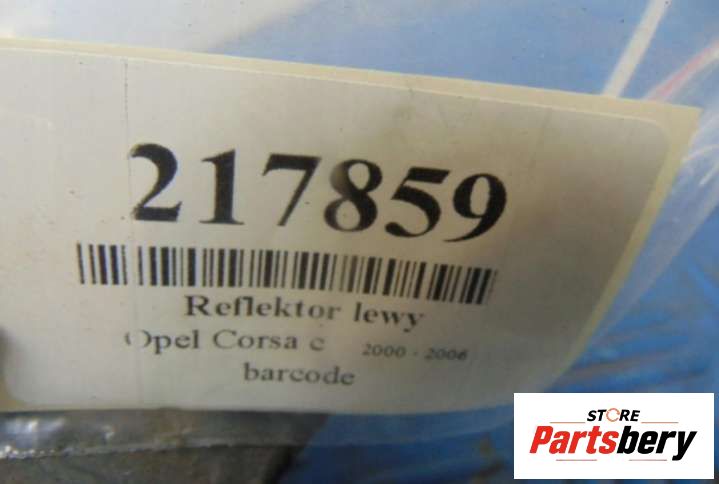 217859
Reflektor lewy
Opel Corsa c 2000 - 2006
barcode
STORE
Partsbery